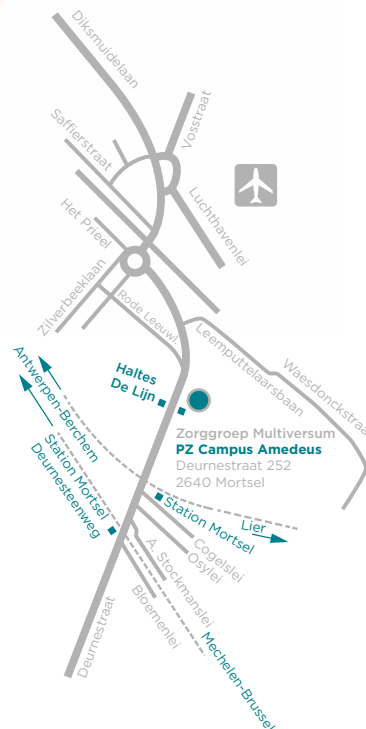 Diksmuidelaan
Vosstraat
Saffierstraat
Luchthavenlei
Het Prieel
Zilverbeeklaan
Rode Leeuwl.
Leemputtelaarsbaan
Waesdonckstraat
Antwerpen-Berchem
Haltes
De Lijn
Zorggroep Multiversum
PZ Campus Amedeus
Deurnestraat 252
2640 Mortsel
Station Mortsel
Deurnesteenweg
Station Mortsel
Lier
Cogelslei
Osylei
A. Stockmanslei
Bloemenlei
Deurnestraat
Mechelen-Brussel